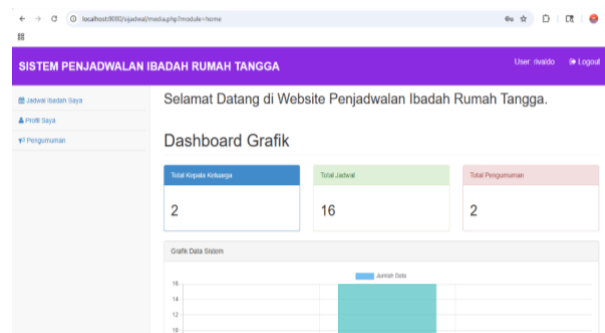 localhost:8080/sijadwal/media.php?module=home
SISTEM PENJADWALAN IBADAH RUMAH TANGGA
User: rivaldo
Logout
Jadwal Ibadah Saya
Profil Saya
Pengumuman
Selamat Datang di Website Penjadwalan Ibadah Rumah Tangga.
Dashboard Grafik
Total Kepala Keluarga
Total Jadwal
Total Pengumuman
2
16
2
Grafik Data Sistem
Jumlah Data
16
14
12
10